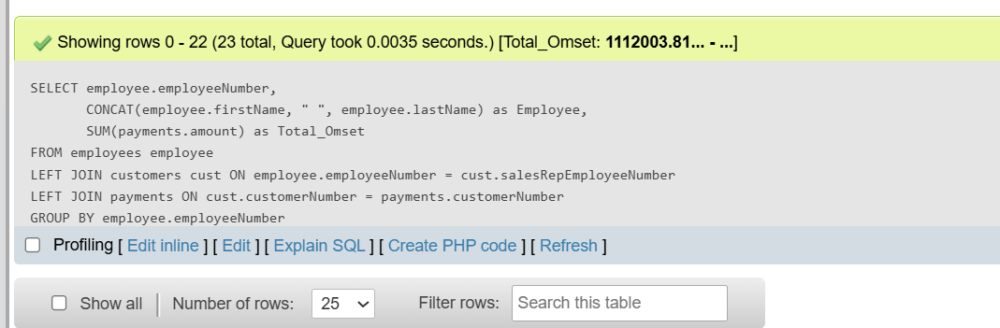 Showing rows 0 - 22 (23 total, Query took 0.0035 seconds.) [Total_Omset: 1112003.81... - ...]
SELECT employee.employeeNumber,
CONCAT(employee.firstName, " ", employee.lastName) as Employee,
SUM(payments.amount) as Total_Omset
FROM employees employee
LEFT JOIN customers cust ON employee.employeeNumber = cust.salesRepEmployeeNumber
LEFT JOIN payments ON cust.customerNumber = payments.customerNumber
GROUP BY employee.employeeNumber
Profiling [ Edit inline ] [ Edit ] [ Explain SQL ] [ Create PHP code ] [ Refresh ]
Show all Number of rows: 25 Filter rows: Search this table